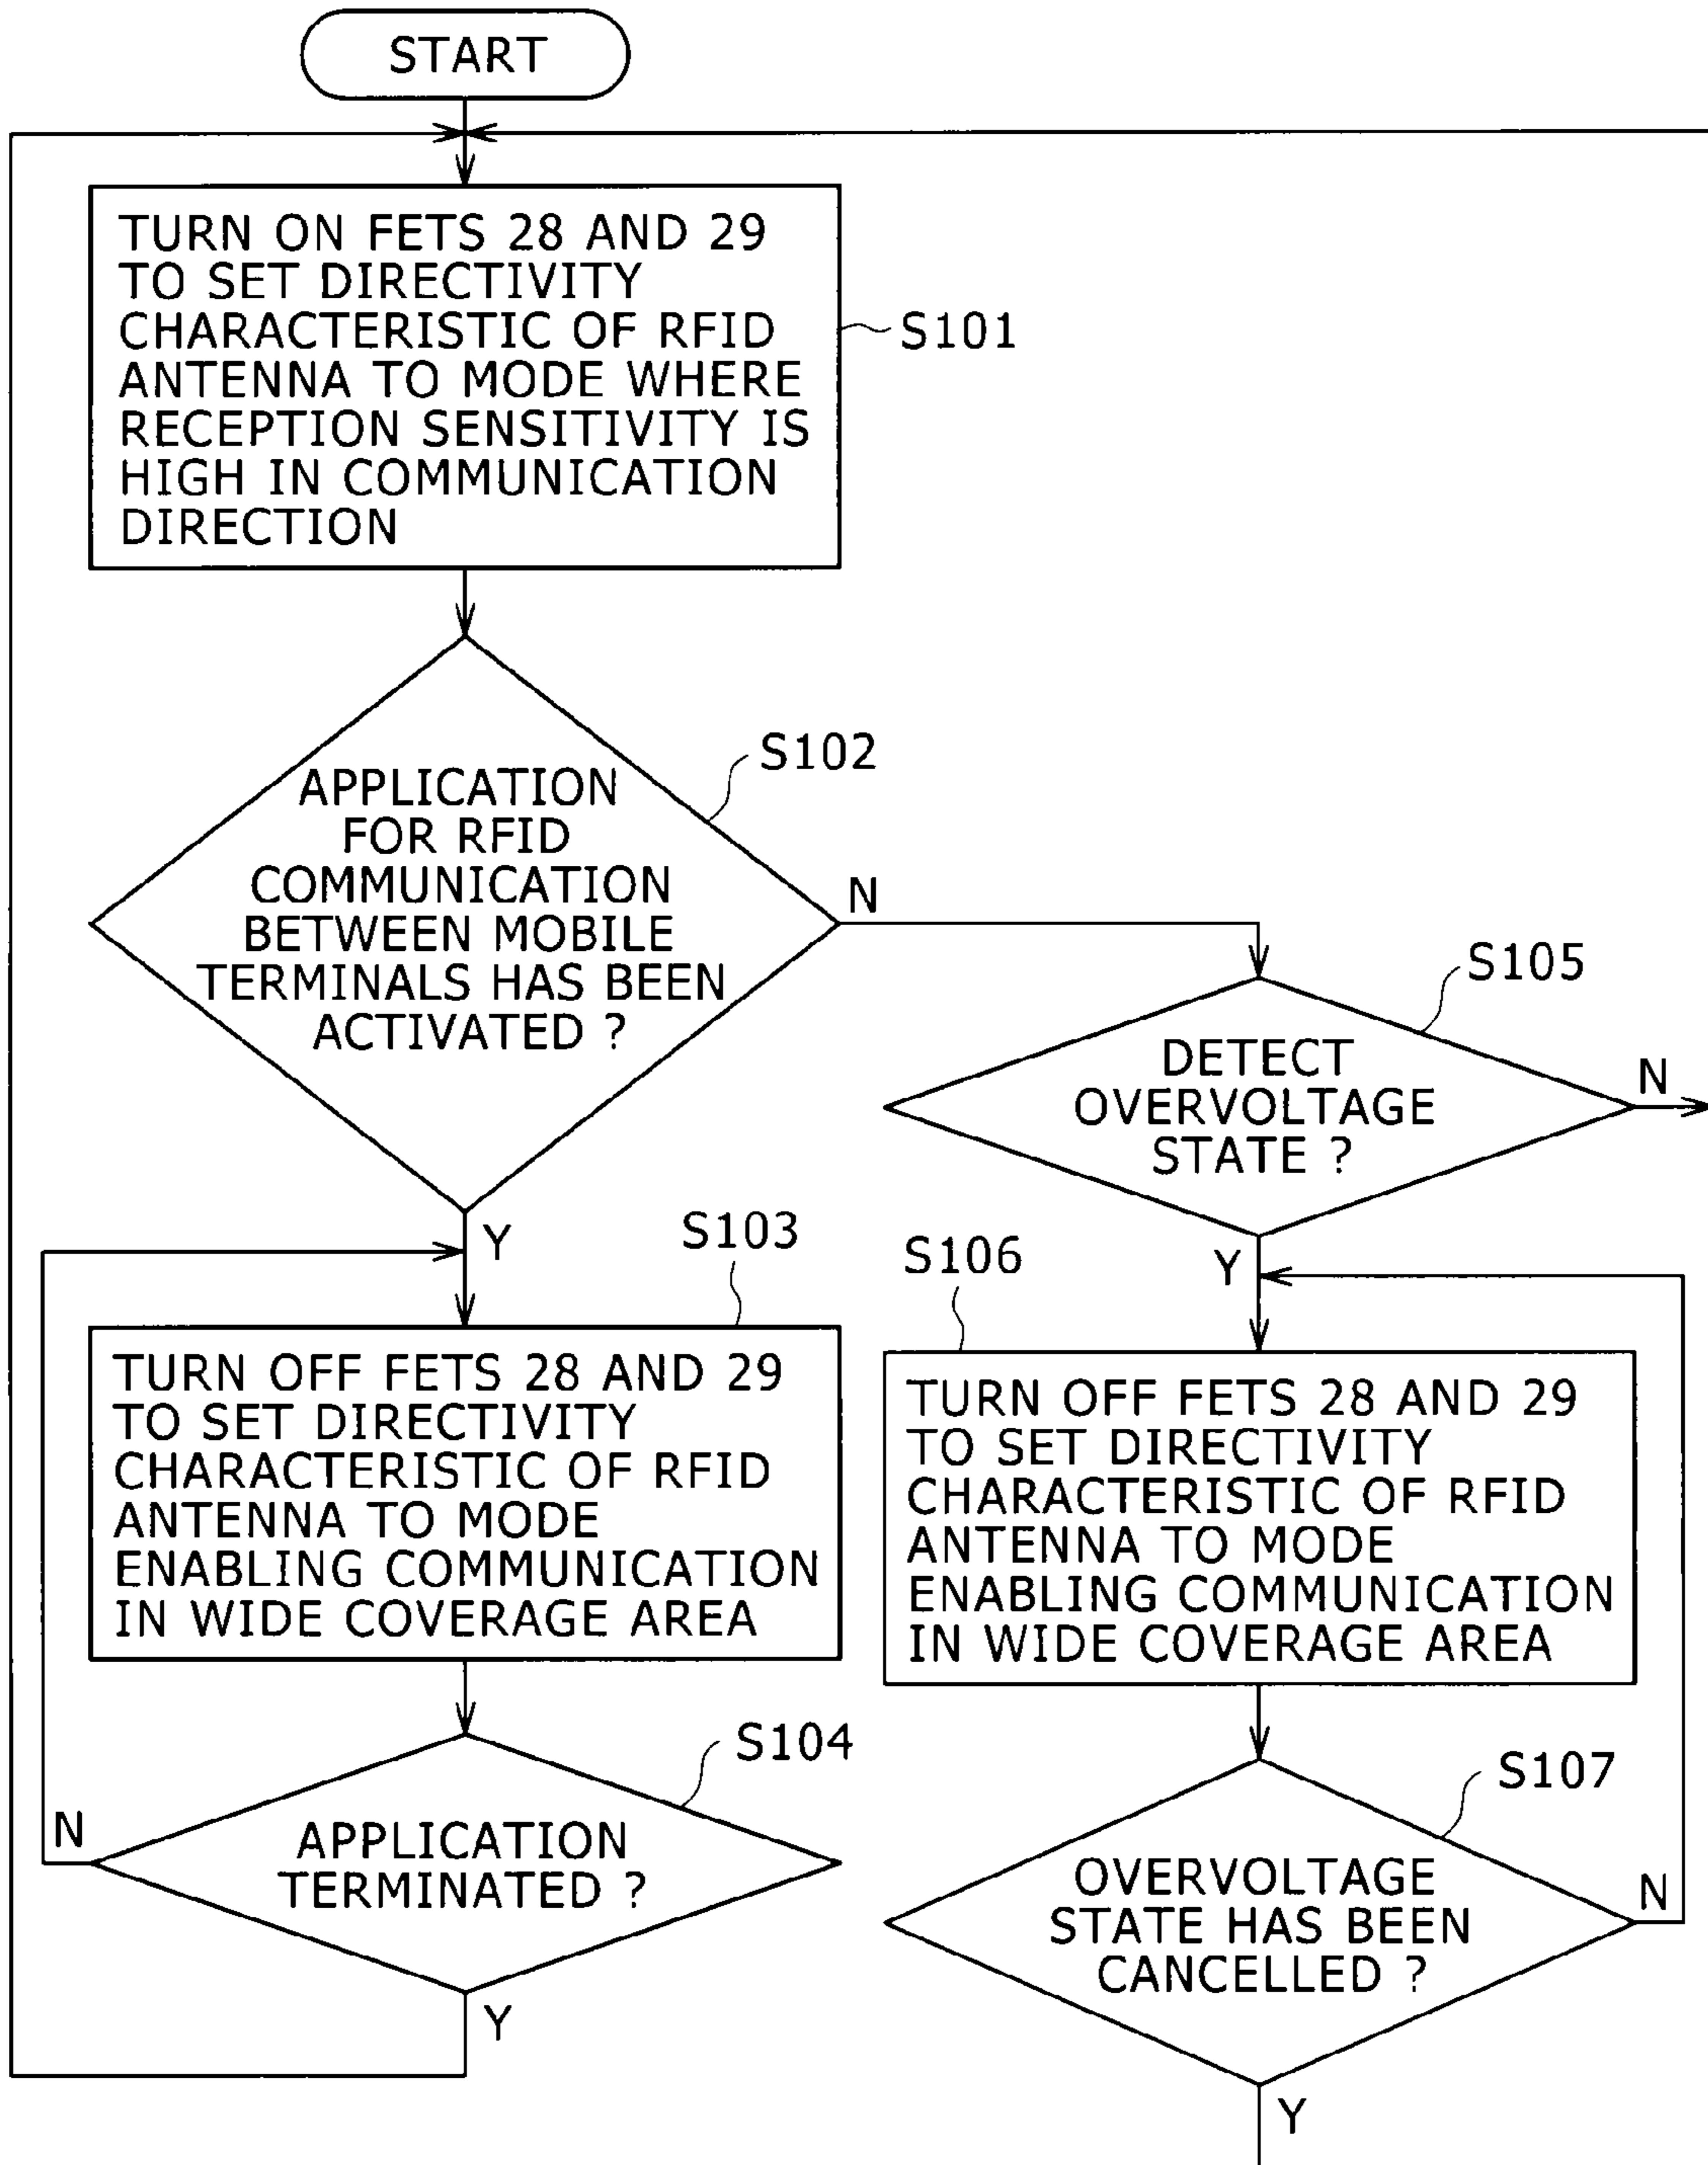 START
TURN ON FETS 28 AND 29
TO SET DIRECTIVITY
CHARACTERISTIC OF RFID
ANTENNA TO MODE WHERE
RECEPTION SENSITIVITY IS
HIGH IN COMMUNICATION
DIRECTION
S101
S102
APPLICATION
FOR RFID
COMMUNICATION
BETWEEN MOBILE
TERMINALS HAS BEEN
ACTIVATED ?
N
Y
S105
DETECT
OVERVOLTAGE
STATE ?
N
Y
S103
TURN OFF FETS 28 AND 29
TO SET DIRECTIVITY
CHARACTERISTIC OF RFID
ANTENNA TO MODE
ENABLING COMMUNICATION
IN WIDE COVERAGE AREA
S106
TURN OFF FETS 28 AND 29
TO SET DIRECTIVITY
CHARACTERISTIC OF RFID
ANTENNA TO MODE
ENABLING COMMUNICATION
IN WIDE COVERAGE AREA
S104
N
APPLICATION
TERMINATED ?
Y
S107
OVERVOLTAGE
STATE HAS BEEN
CANCELLED ?
N
Y